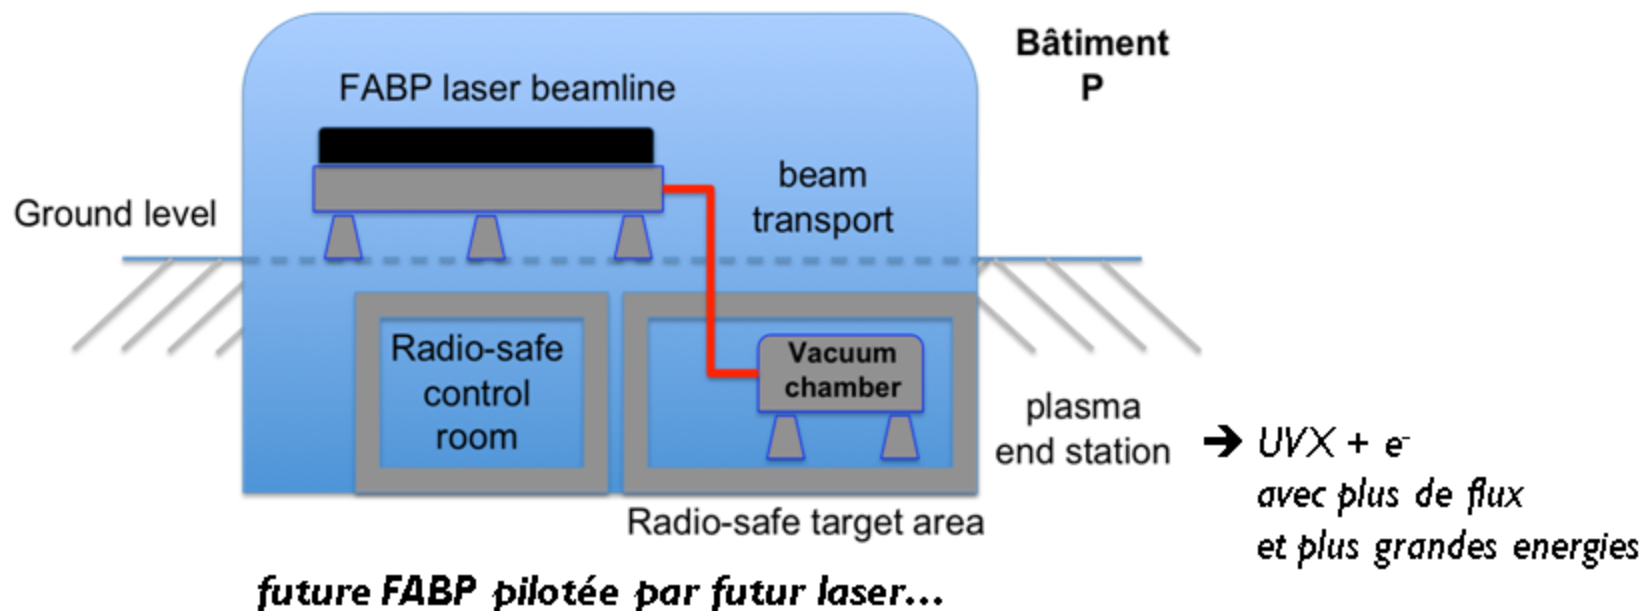 Bâtiment
P
FABP laser beamline
beam
transport
Ground level
Radio-safe
control
room
Vacuum
chamber
plasma
end station
➔ UVX + e-
avec plus de flux
et plus grandes energies
Radio-safe target area
future FABP pilotée par futur laser...